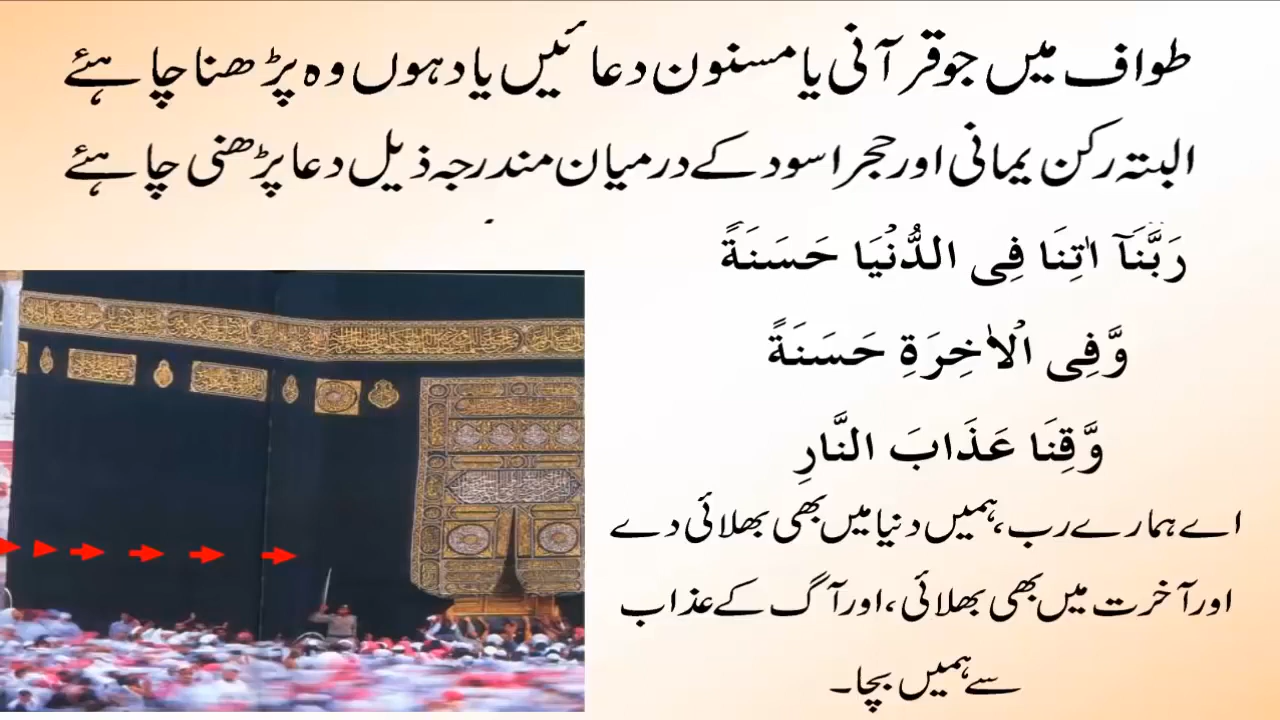 طواف میں جو قرآنی یا مسنون دعائیں یاد ہوں وہ پڑھنا چاہئے
البتہ رکن یمانی اور حجر اسود کے درمیان مندرجہ ذیل دعا پڑھنی چاہئے
رَبَّنَآ اٰتِنَا فِی الدُّنْیَا حَسَنَةً
وَّفِی الْاٰخِرَةِ حَسَنَةً
وَّقِنَا عَذَابَ النَّارِ
اے ہمارے رب، ہمیں دنیا میں بھی بھلائی دے
اور آخرت میں بھی بھلائی، اور آگ کے عذاب
سے ہمیں بچا۔